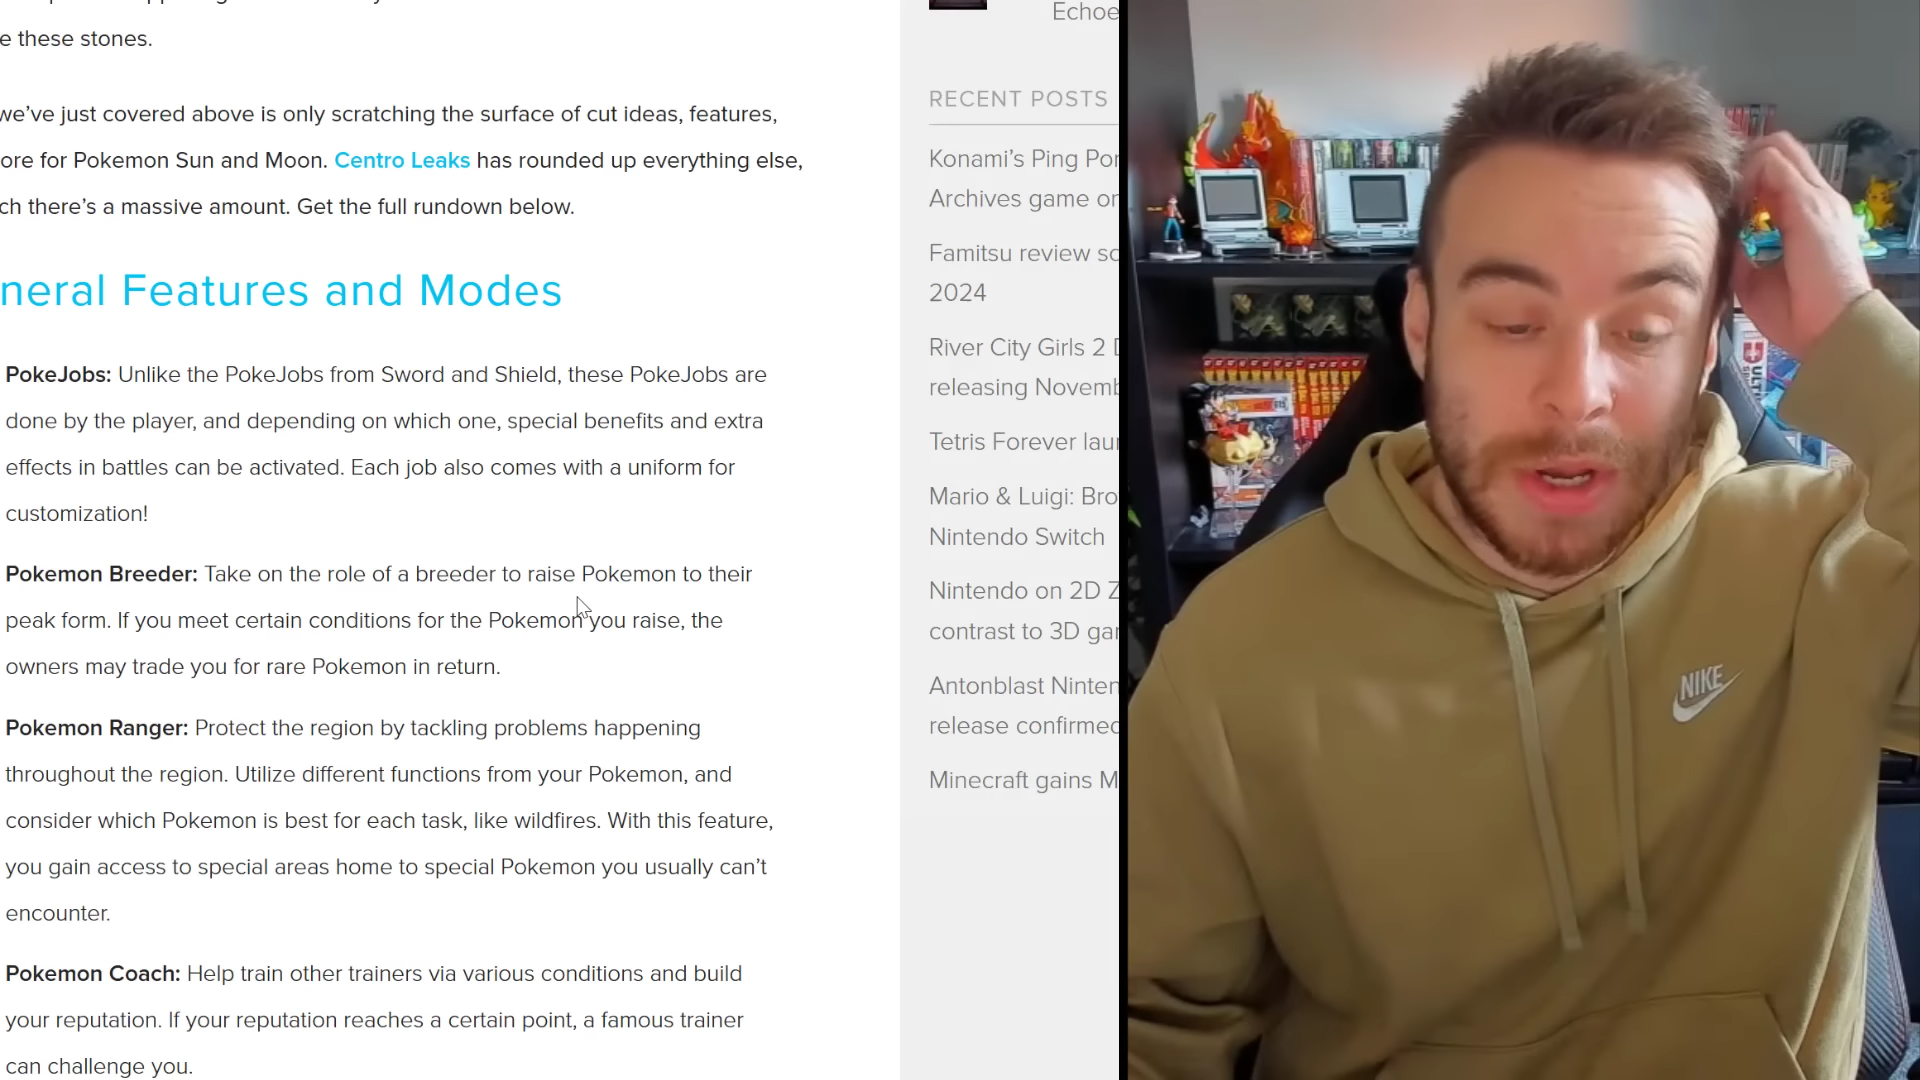 e these stones.
we've just covered above is only scratching the surface of cut ideas, features,
ore for Pokemon Sun and Moon. Centro Leaks has rounded up everything else,
ch there's a massive amount. Get the full rundown below.
neral Features and Modes
PokeJobs: Unlike the PokeJobs from Sword and Shield, these PokeJobs are
done by the player, and depending on which one, special benefits and extra
effects in battles can be activated. Each job also comes with a uniform for
customization!
Pokemon Breeder: Take on the role of a breeder to raise Pokemon to their
peak form. If you meet certain conditions for the Pokemon you raise, the
owners may trade you for rare Pokemon in return.
Pokemon Ranger: Protect the region by tackling problems happening
throughout the region. Utilize different functions from your Pokemon, and
consider which Pokemon is best for each task, like wildfires. With this feature,
you gain access to special areas home to special Pokemon you usually can't
encounter.
Pokemon Coach: Help train other trainers via various conditions and build
your reputation. If your reputation reaches a certain point, a famous trainer
can challenge you.
Echoe
RECENT POSTS
Konami's Ping Por
Archives game or
Famitsu review sc
2024
River City Girls 2
releasing Novemb
Tetris Forever laun
Mario & Luigi: Bro
Nintendo Switch
Nintendo on 2D Z
contrast to 3D gar
Antonblast Ninten
release confirmed
Minecraft gains M
NIKE